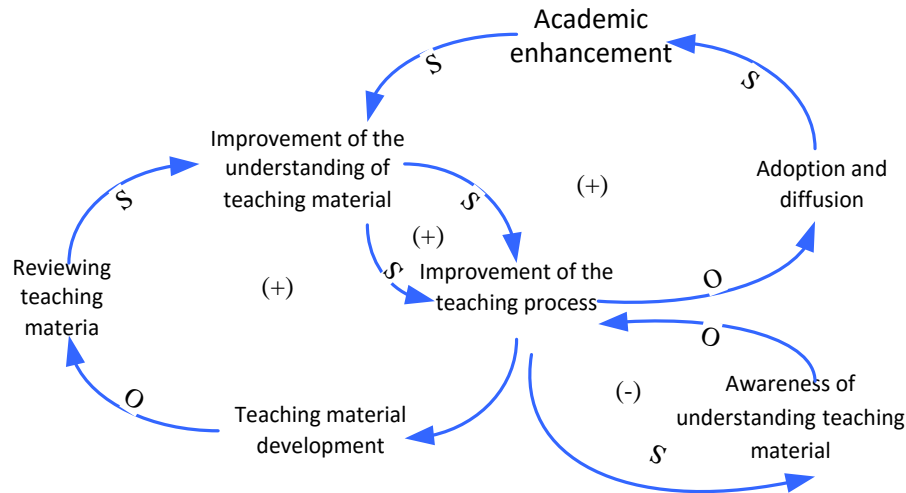 Academic
enhancement
S
S
Improvement of the
understanding of
teaching material
S
S
(+)
Adoption and
diffusion
(+)
S
Reviewing
teaching
materia
(+)
Improvement of the
teaching process
O
O
O
Teaching material
development
(-)
Awareness of
understanding teaching
material
S